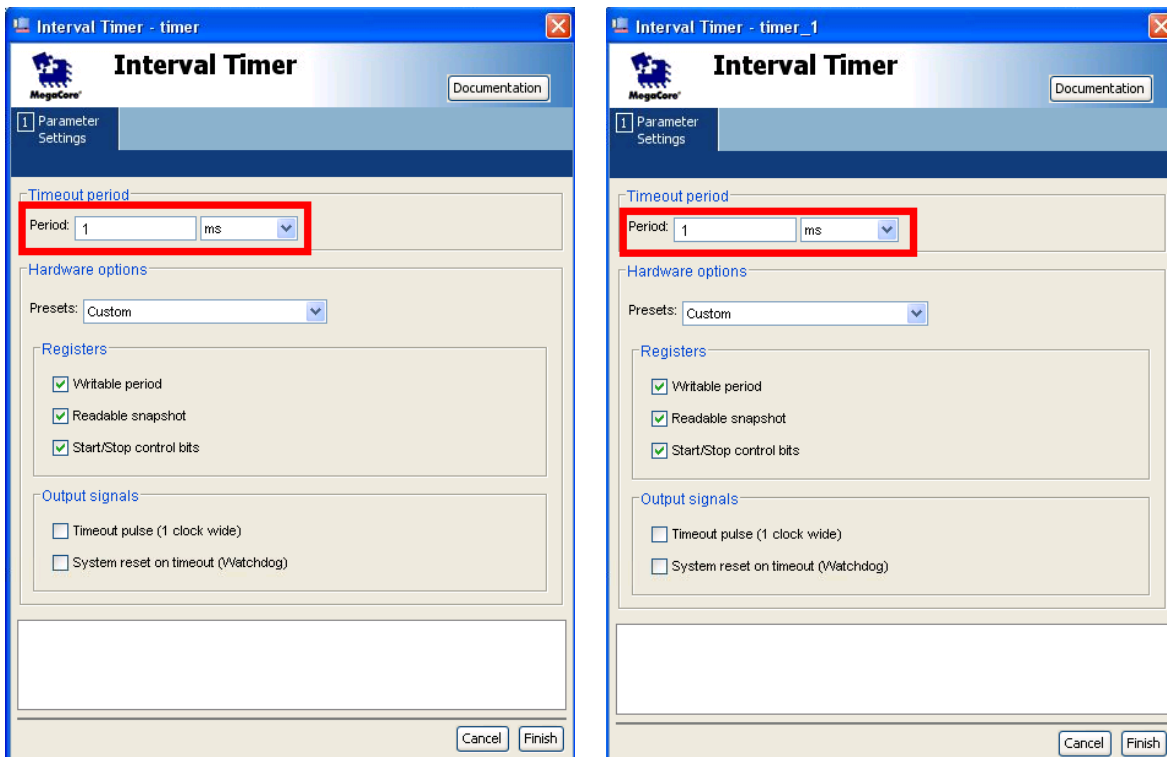 Interval Timer - timer
Interval Timer
MegaCore®
Documentation
1 Parameter
Settings
Timeout period
Period: 1 ms
Hardware options
Presets: Custom
Registers
Writable period
Readable snapshot
Start/Stop control bits
Output signals
Timeout pulse (1 clock wide)
System reset on timeout (Watchdog)
Cancel Finish
Interval Timer - timer_1
Interval Timer
MegaCore®
Documentation
1 Parameter
Settings
Timeout period
Period: 1 ms
Hardware options
Presets: Custom
Registers
Writable period
Readable snapshot
Start/Stop control bits
Output signals
Timeout pulse (1 clock wide)
System reset on timeout (Watchdog)
Cancel Finish